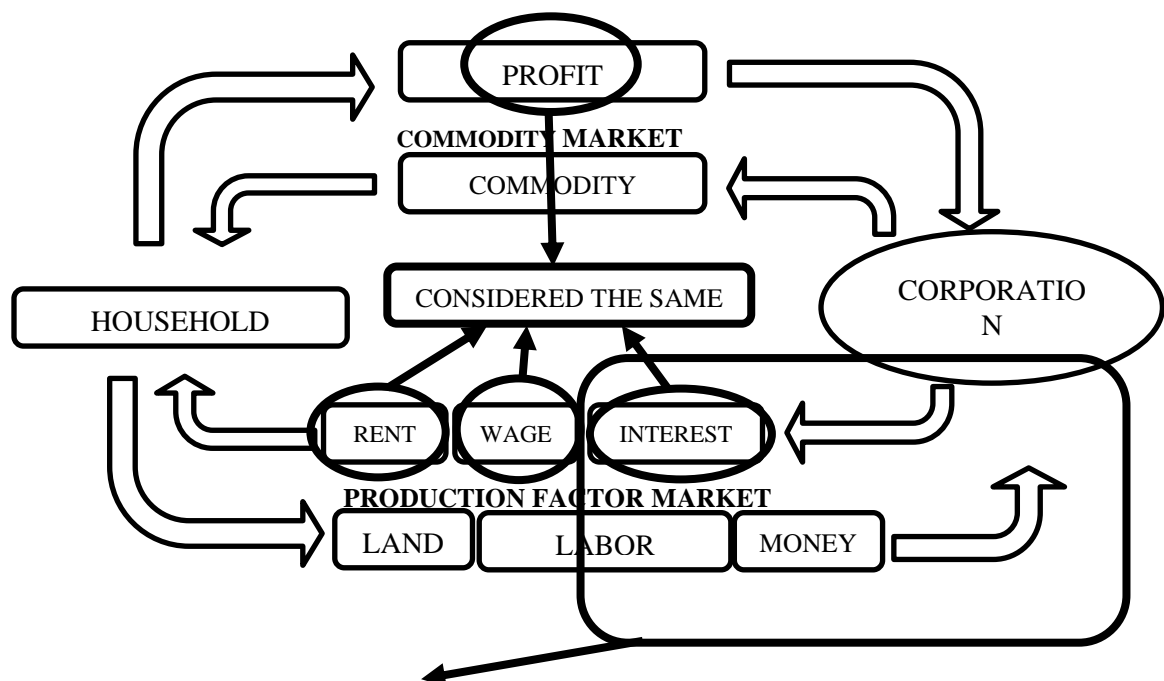 PROFIT
COMMODITY MARKET
COMMODITY
CONSIDERED THE SAME
HOUSEHOLD
CORPORATIO
N
RENT WAGE INTEREST
PRODUCTION FACTOR MARKET
LAND LABOR MONEY